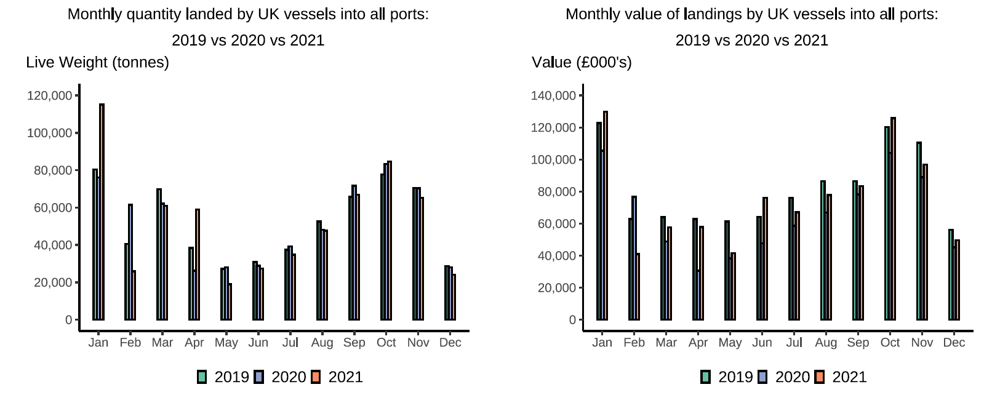 Monthly quantity landed by UK vessels into all ports:
2019 vs 2020 vs 2021
Live Weight (tonnes)
120,000
100,000
80,000
60,000
40,000
20,000
0
Jan Feb Mar Apr May Jun Jul Aug Sep Oct Nov Dec
2019 2020 2021
Monthly value of landings by UK vessels into all ports:
2019 vs 2020 vs 2021
Value (£000's)
140,000
120,000
100,000
80,000
60,000
40,000
20,000
0
Jan Feb Mar Apr May Jun Jul Aug Sep Oct Nov Dec
2019 2020 2021